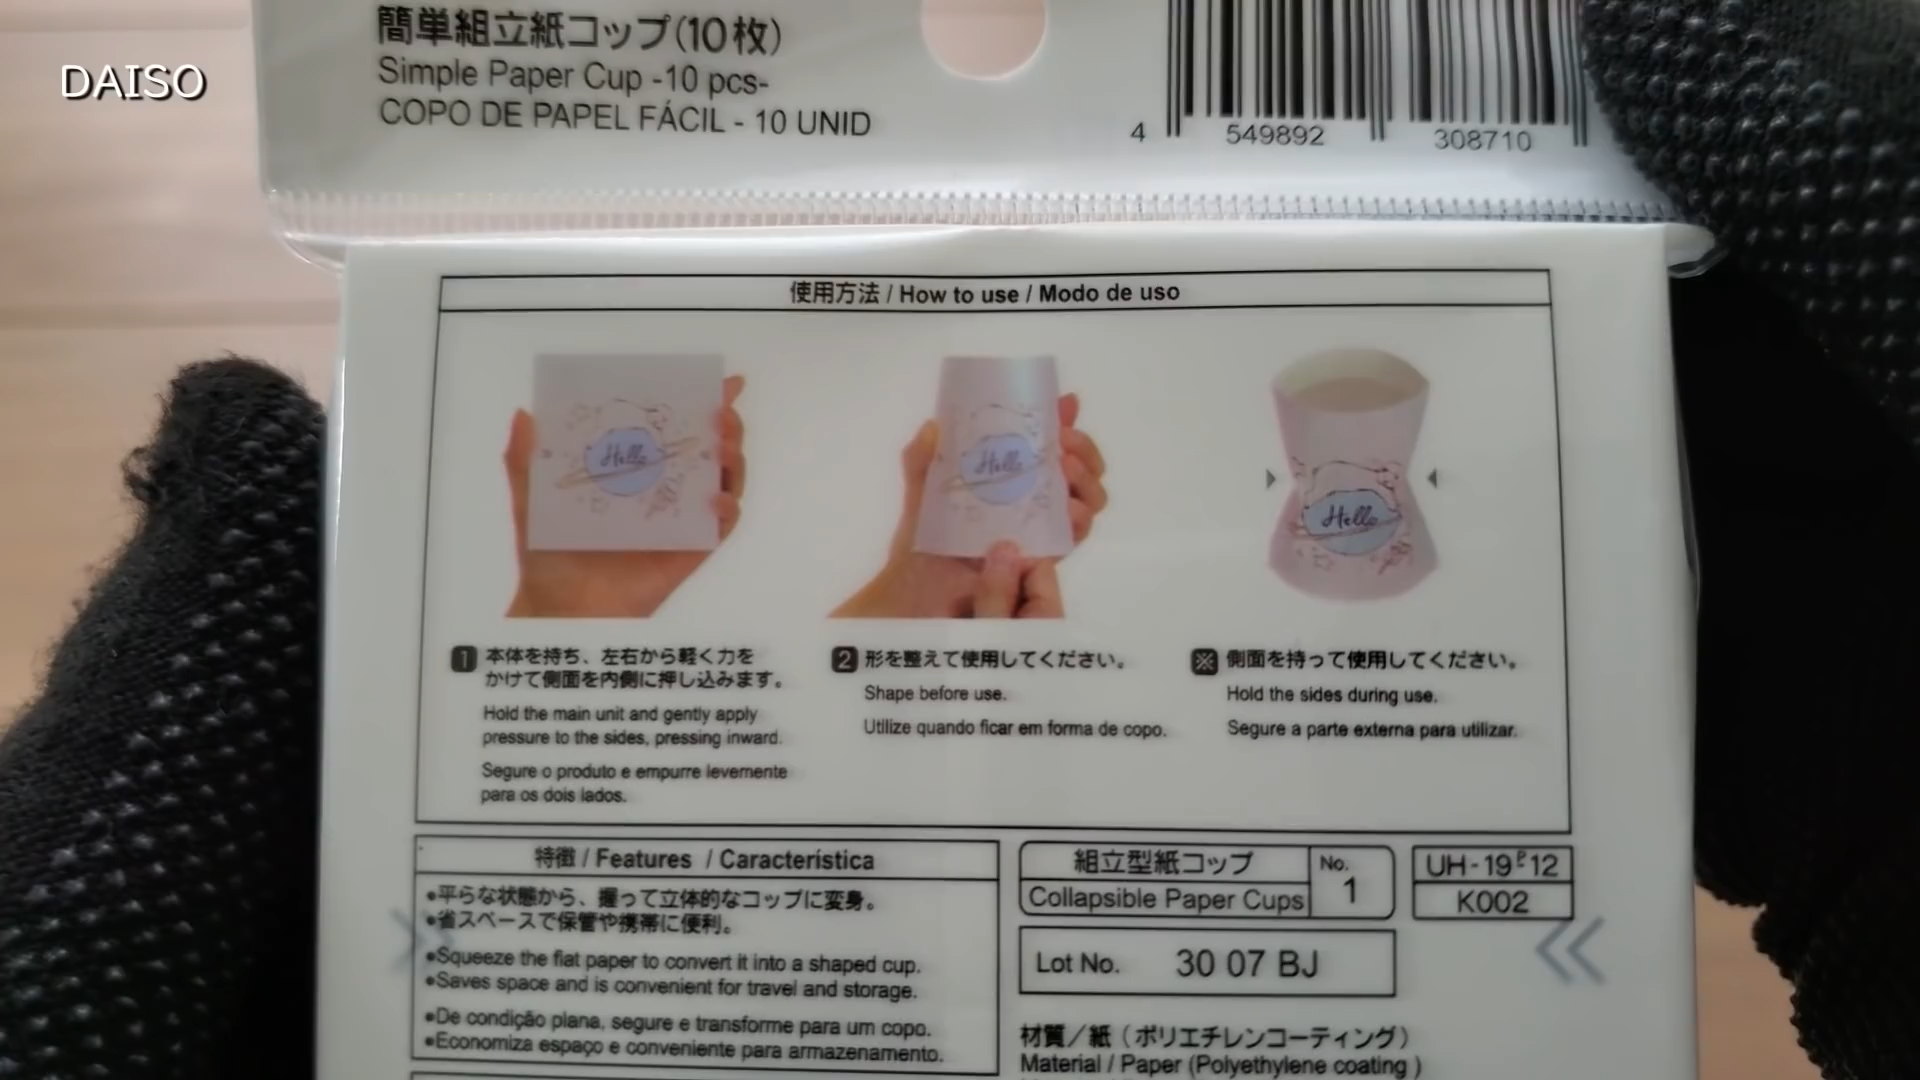 DAISO
簡単組立紙コップ(10枚)
Simple Paper Cup -10 pcs-
COPO DE PAPEL FÁCIL - 10 UNID
4 549892 308710
使用方法 / How to use / Modo de uso
Hello
Hello
Hello
1 本体を持ち、左右から軽く力を
かけて側面を内側に押し込みます。
Hold the main unit and gently apply
pressure to the sides, pressing inward.
Segure o produto e empurre levemente
para os dois lados.
2 形を整えて使用してください。
Shape before use.
Utilize quando ficar em forma de copo.
※ 側面を持って使用してください。
Hold the sides during use.
Segure a parte externa para utilizar.
特徴 / Features / Característica
●平らな状態から、握って立体的なコップに変身。
●省スペースで保管や携帯に便利。
●Squeeze the flat paper to convert it into a shaped cup.
●Saves space and is convenient for travel and storage.
●De condição plana, segure e transforme para um copo.
●Economiza espaço e conveniente para armazenamento.
組立型紙コップ
Collapsible Paper Cups
No.
1
UH-19 P 12
K002
Lot No. 30 07 BJ
材質／紙（ポリエチレンコーティング）
Material / Paper (Polyethylene coating )